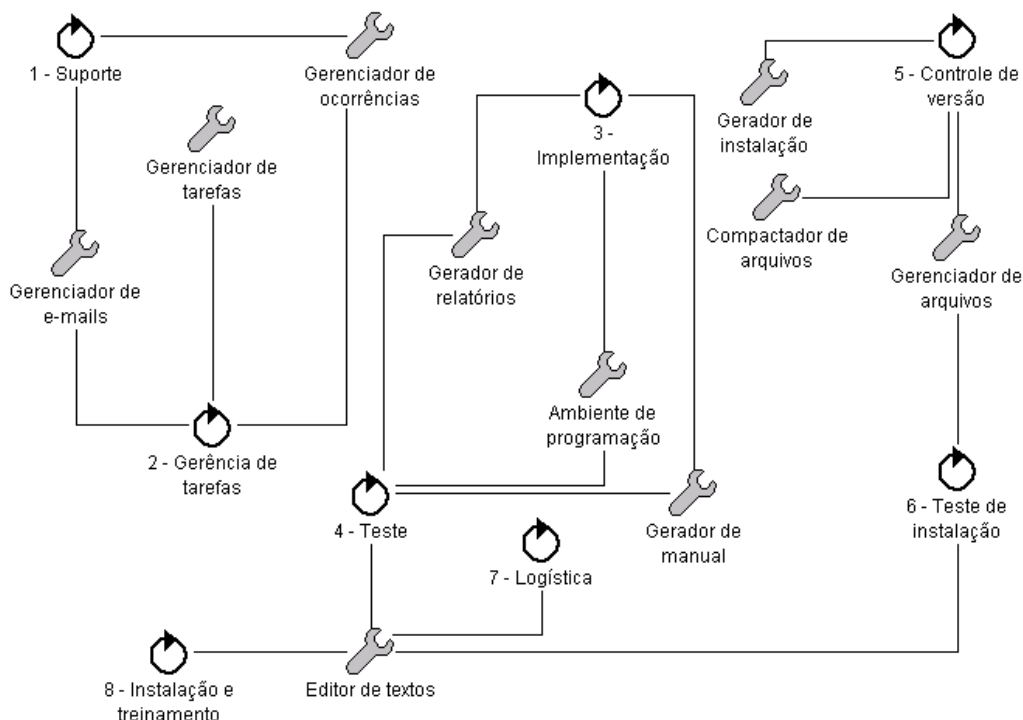 1 - Suporte
Gerenciador de
ocorrências
5 - Controle de
versão
Gerador de
instalação
3 -
Implementação
Gerenciador de
tarefas
Compactador de
arquivos
Gerador de
relatórios
Gerenciador de
arquivos
Gerenciador de
e-mails
Ambiente de
programação
2 - Gerência de
tarefas
6 - Teste de
instalação
4 - Teste
Gerador de
manual
7 - Logística
8 - Instalação e
treinamento
Editor de textos